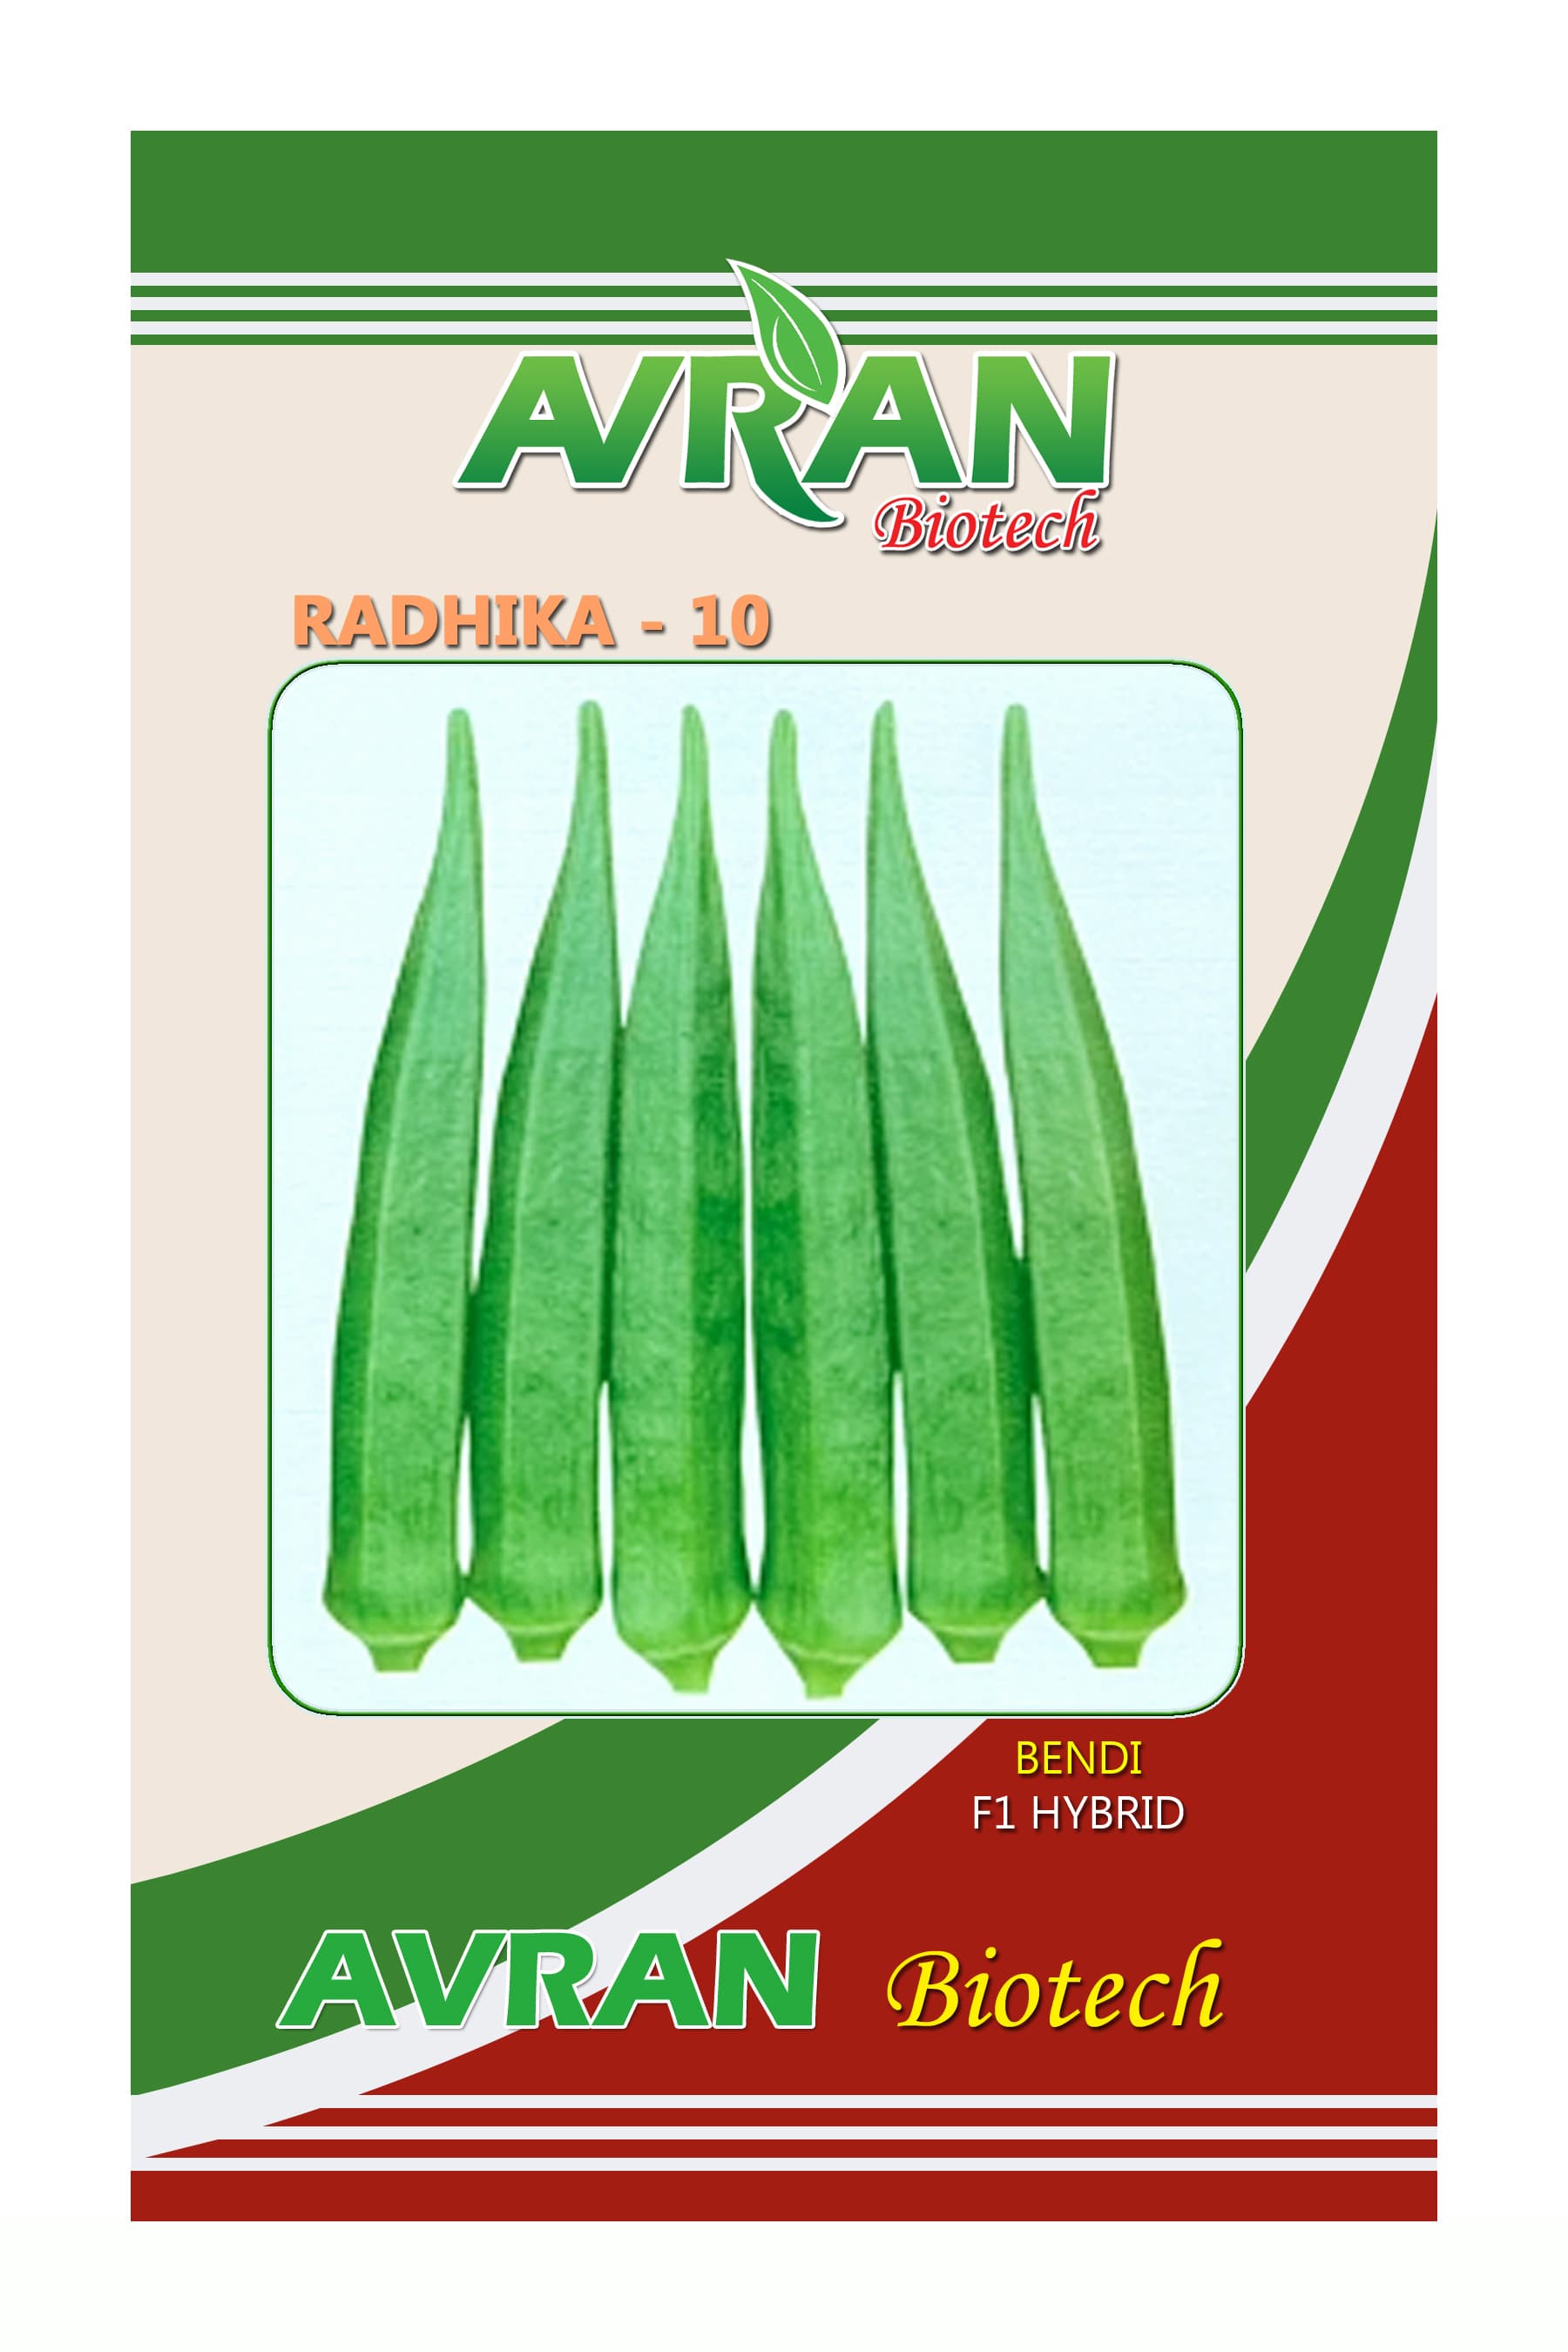 AVRAN
Biotech
RADHIKA - 10
BENDI
F1 HYBRID
AVRAN Biotech